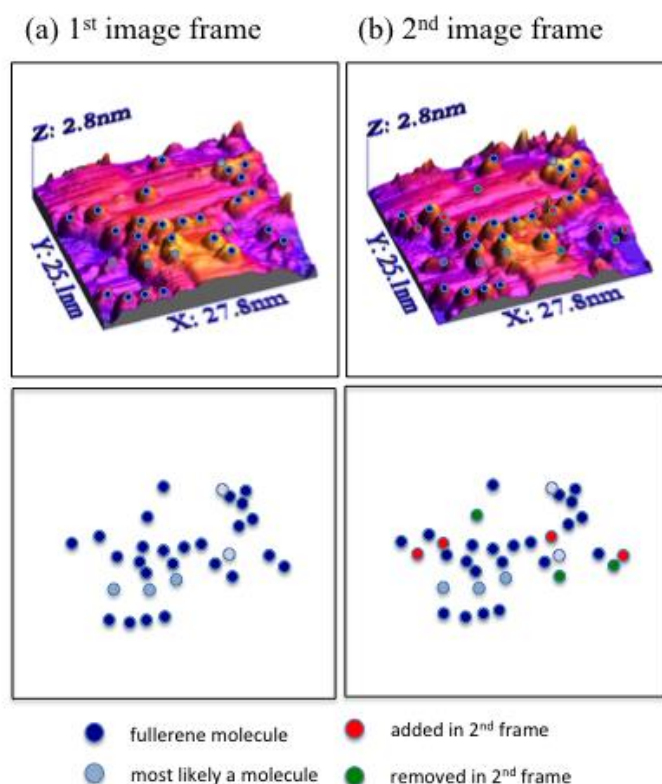 (a) 1st image frame
(b) 2nd image frame
Z: 2.8nm
Y: 25.1nm
X: 27.8nm
Z: 2.8nm
Y: 25.1nm
X: 27.8nm
fullerene molecule
added in 2nd frame
most likely a molecule
removed in 2nd frame